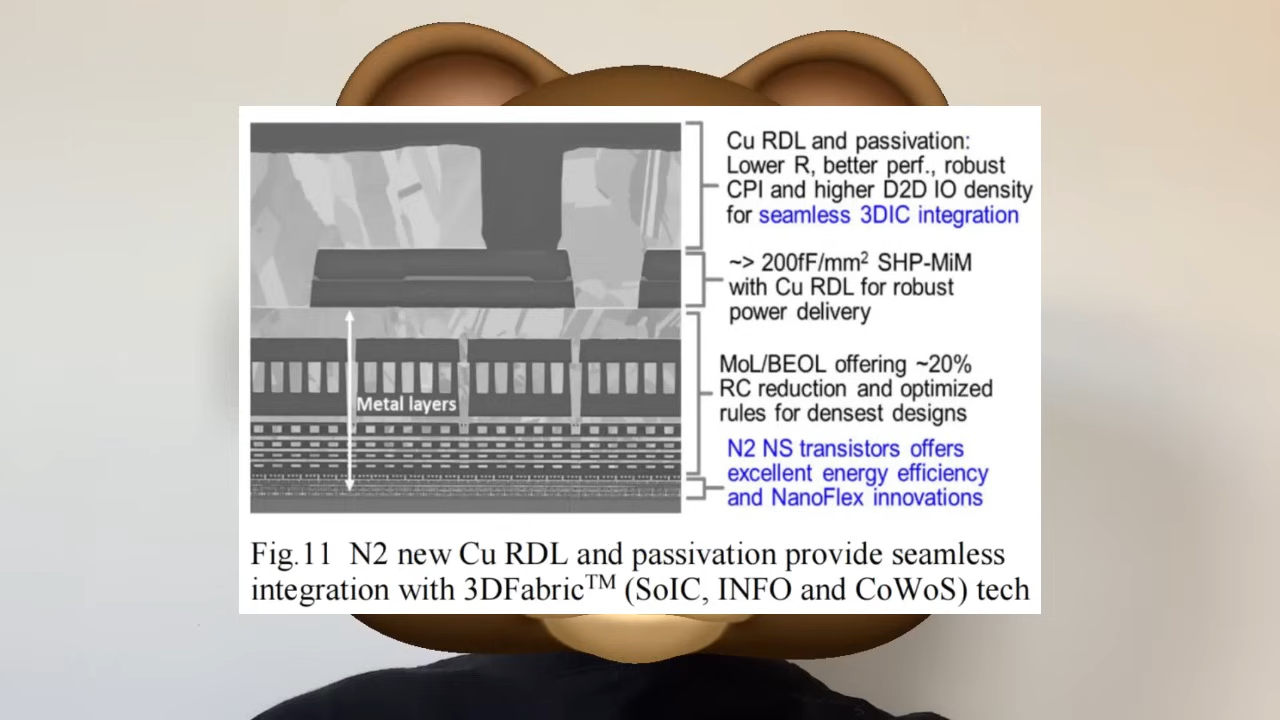 Cu RDL and passivation:
Lower R, better perf., robust
CPI and higher D2D IO density
for seamless 3DIC integration
~> 200fF/mm² SHP-MiM
with Cu RDL for robust
power delivery
MoL/BEOL offering ~20%
RC reduction and optimized
rules for densest designs
Metal layers
N2 NS transistors offers
excellent energy efficiency
and NanoFlex innovations
Fig.11 N2 new Cu RDL and passivation provide seamless
integration with 3DFabric™ (SoIC, INFO and CoWoS) tech